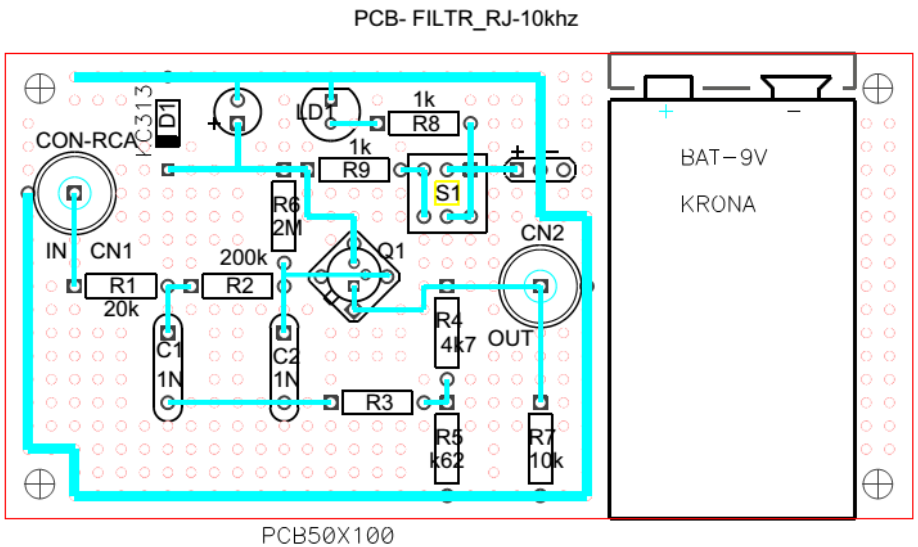 PCB- FILTR_RJ-10khz
KC313
D1
+
LD1
1k
R8
CON-RCA
1k
R9
+ -
S1
+ -
BAT-9V
KRONA
R6
2M
IN CN1
200k
Q1
CN2
R1
20k
R2
R4
4k7
OUT
C1
1N
C2
1N
R3
R5
k62
R7
10k
PCB50X100